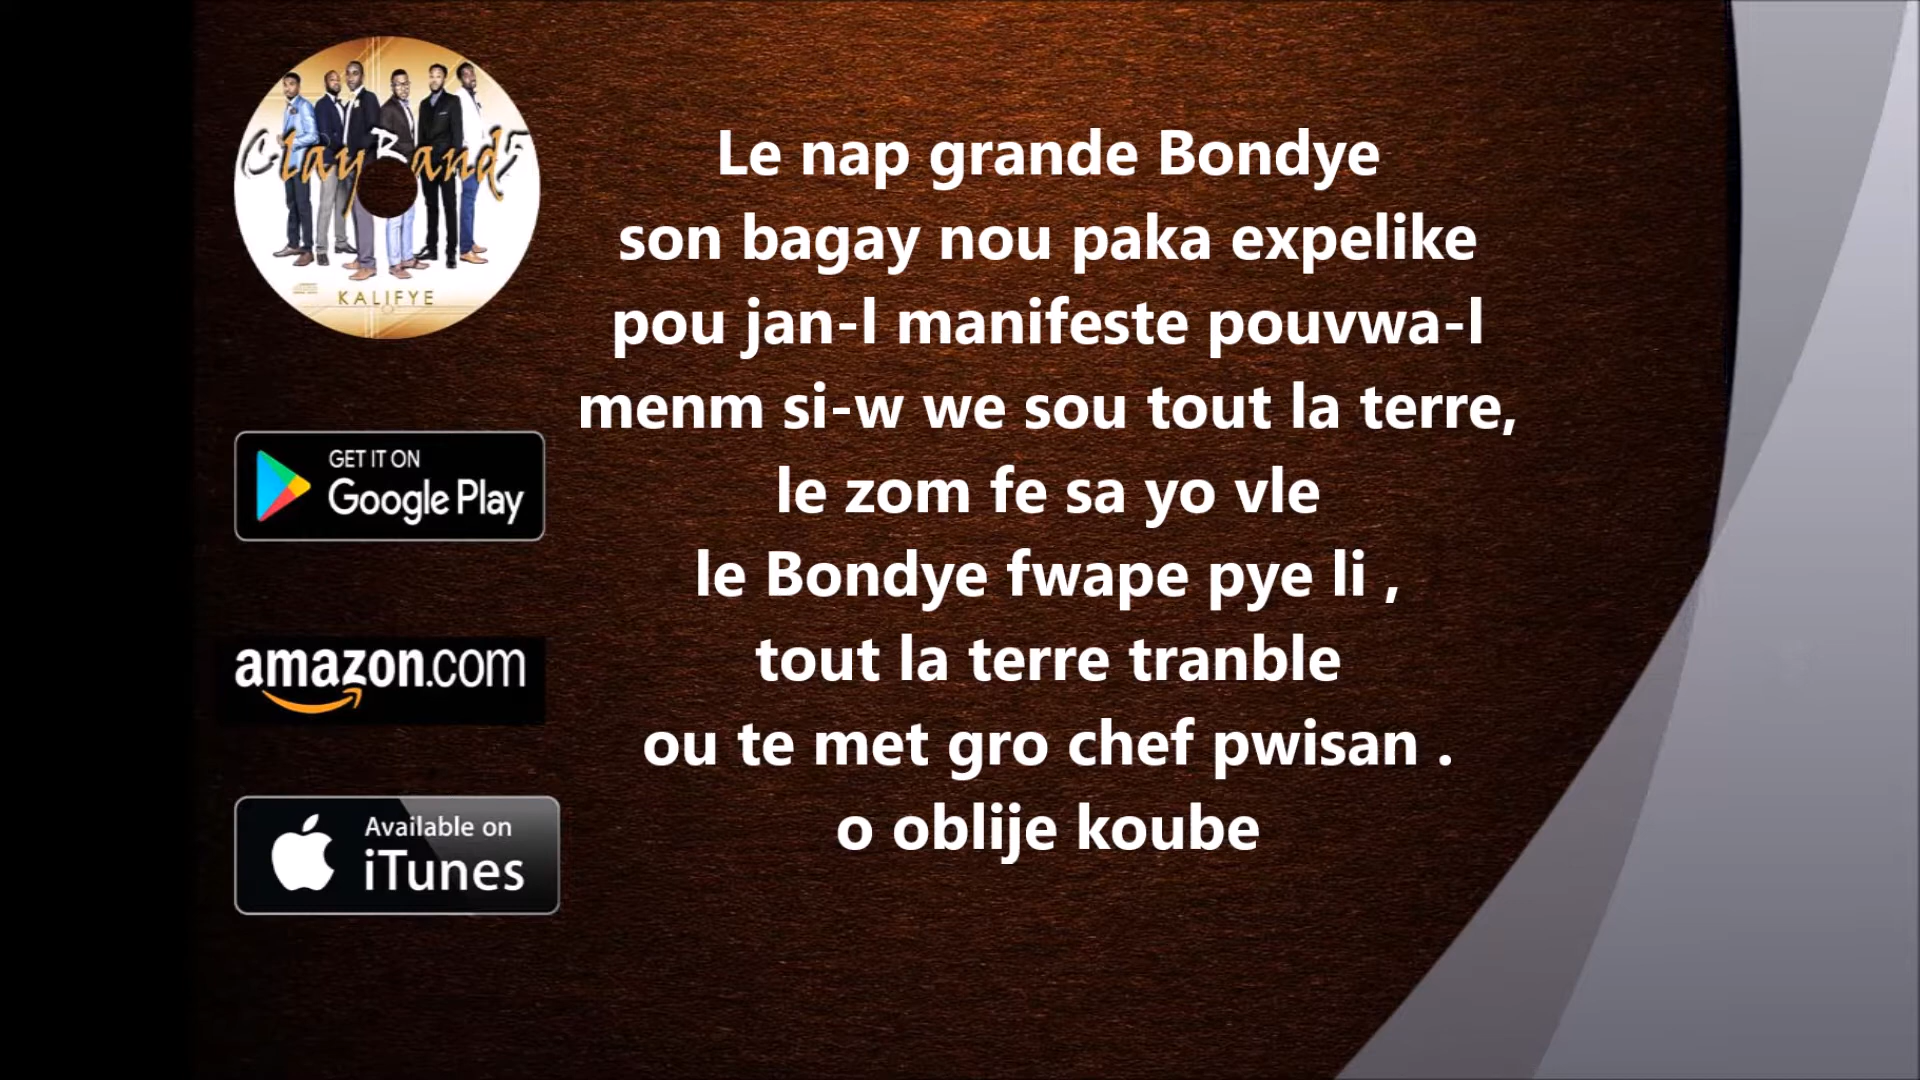 Clay Band5
KALIFYE
GET IT ON
Google Play
amazon.com
Available on
iTunes
Le nap grande Bondye
son bagay nou paka expelike
pou jan-l manifeste pouvwa-l
menm si-w we sou tout la terre,
le zom fe sa yo vle
le Bondye fwape pye li ,
tout la terre tranble
ou te met gro chef pwisan .
o oblije koube